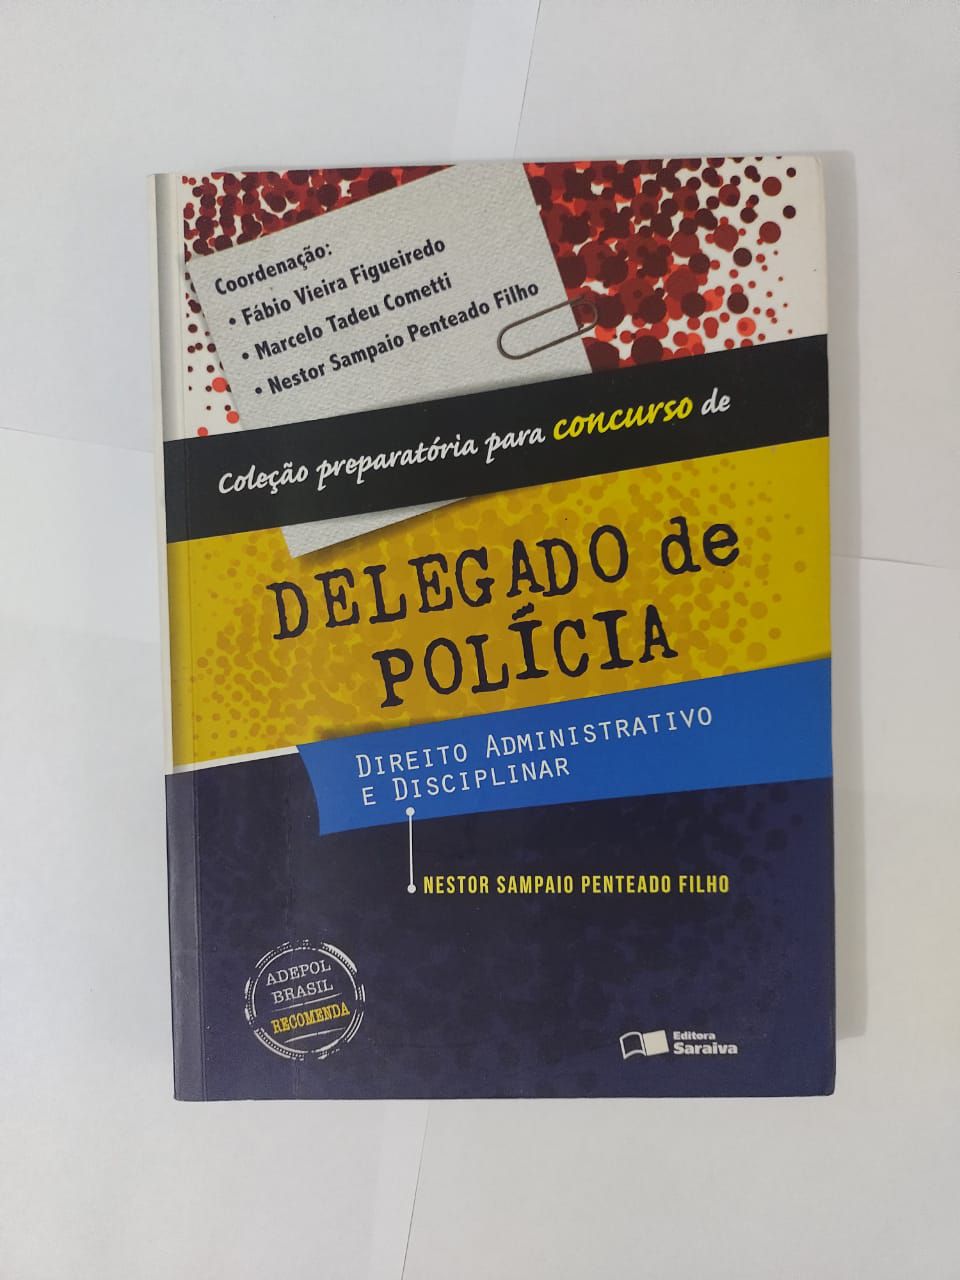 Coordenação:
• Fábio Vieira Figueiredo
• Marcelo Tadeu Cometti
• Nestor Sampaio Penteado Filho
Coleção preparatória para concurso de
DELEGADO de
POLÍCIA
DIREITO ADMINISTRATIVO
E DISCIPLINAR
NESTOR SAMPAIO PENTEADO FILHO
ADEPOL
BRASIL
RECOMENDA
Editora
Saraiva